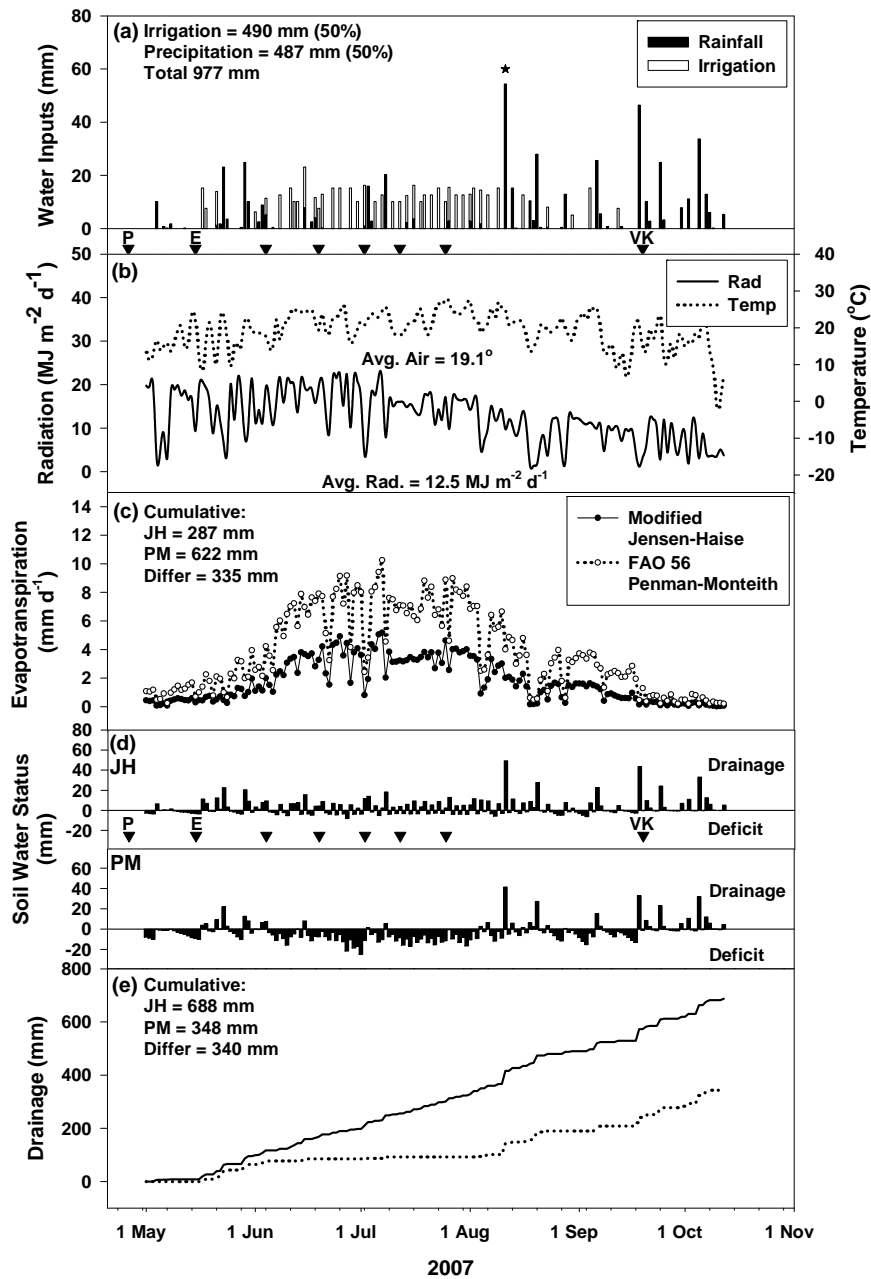 (a) Irrigation = 490 mm (50%)
Precipitation = 487 mm (50%)
Total 977 mm
Rainfall
Irrigation
Water Inputs (mm)
80
60
40
20
0
P
E
VK
(b)
Rad
Temp
Avg. Air = 19.1°
Avg. Rad. = 12.5 MJ m⁻² d⁻¹
Radiation (MJ m⁻² d⁻¹)
50
40
30
20
10
0
Temperature (°C)
40
30
20
10
0
-10
-20
(c) Cumulative:
JH = 287 mm
PM = 622 mm
Differ = 335 mm
Modified
Jensen-Haise
FAO 56
Penman-Monteith
Evapotranspiration
(mm d⁻¹)
14
12
10
8
6
4
2
0
(d)
JH
Drainage
Deficit
80
60
40
20
0
-20
P
E
VK
Soil Water Status
(mm)
PM
Drainage
Deficit
60
40
20
0
-20
(e) Cumulative:
JH = 688 mm
PM = 348 mm
Differ = 340 mm
Drainage (mm)
800
600
400
200
0
1 May
1 Jun
1 Jul
1 Aug
1 Sep
1 Oct
1 Nov
2007